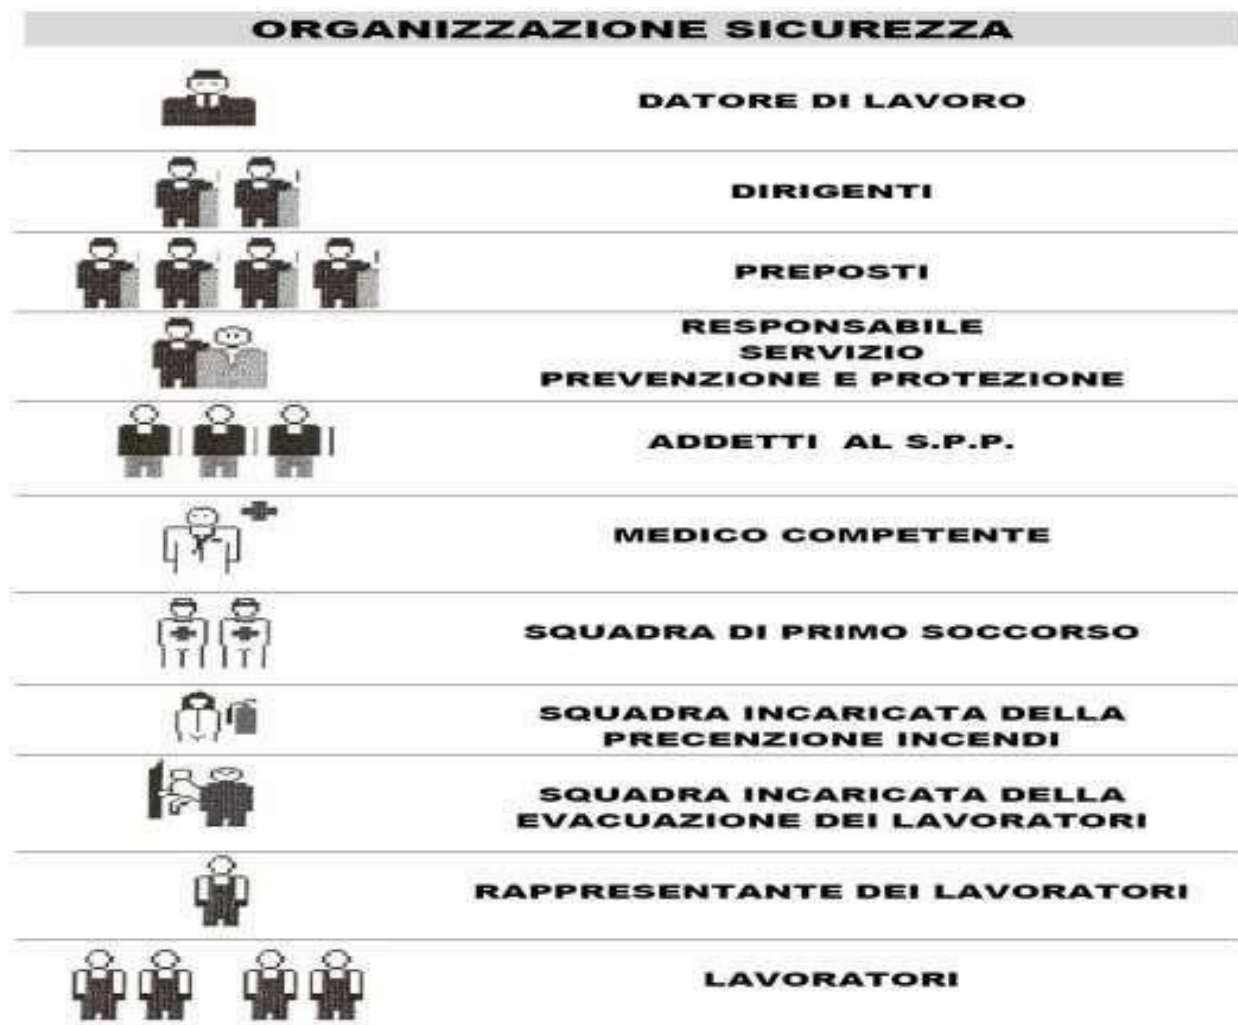 ORGANIZZAZIONE SICUREZZA
DATORE DI LAVORO
DIRIGENTI
PREPOSTI
RESPONSABILE
SERVIZIO
PREVENZIONE E PROTEZIONE
ADDETTI AL S.P.P.
MEDICO COMPETENTE
SQUADRA DI PRIMO SOCCORSO
SQUADRA INCARICATA DELLA
PRECENZIONE INCENDI
SQUADRA INCARICATA DELLA
EVACUAZIONE DEI LAVORATORI
RAPPRESENTANTE DEI LAVORATORI
LAVORATORI